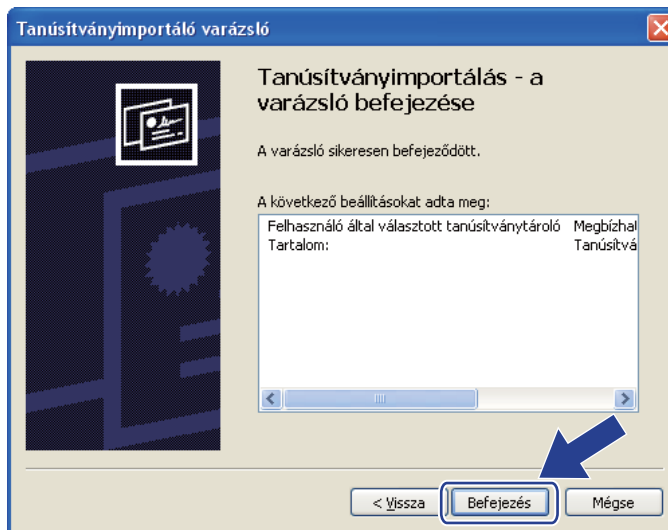 Tanúsítványimportáló varázsló
Tanúsítványimportálás - a
varázsló befejezése
A varázsló sikeresen befejeződött.
A következő beállításokat adta meg:
Felhasználó által választott tanúsítványtároló
Tartalom:
< Vissza Befejezés Mégse